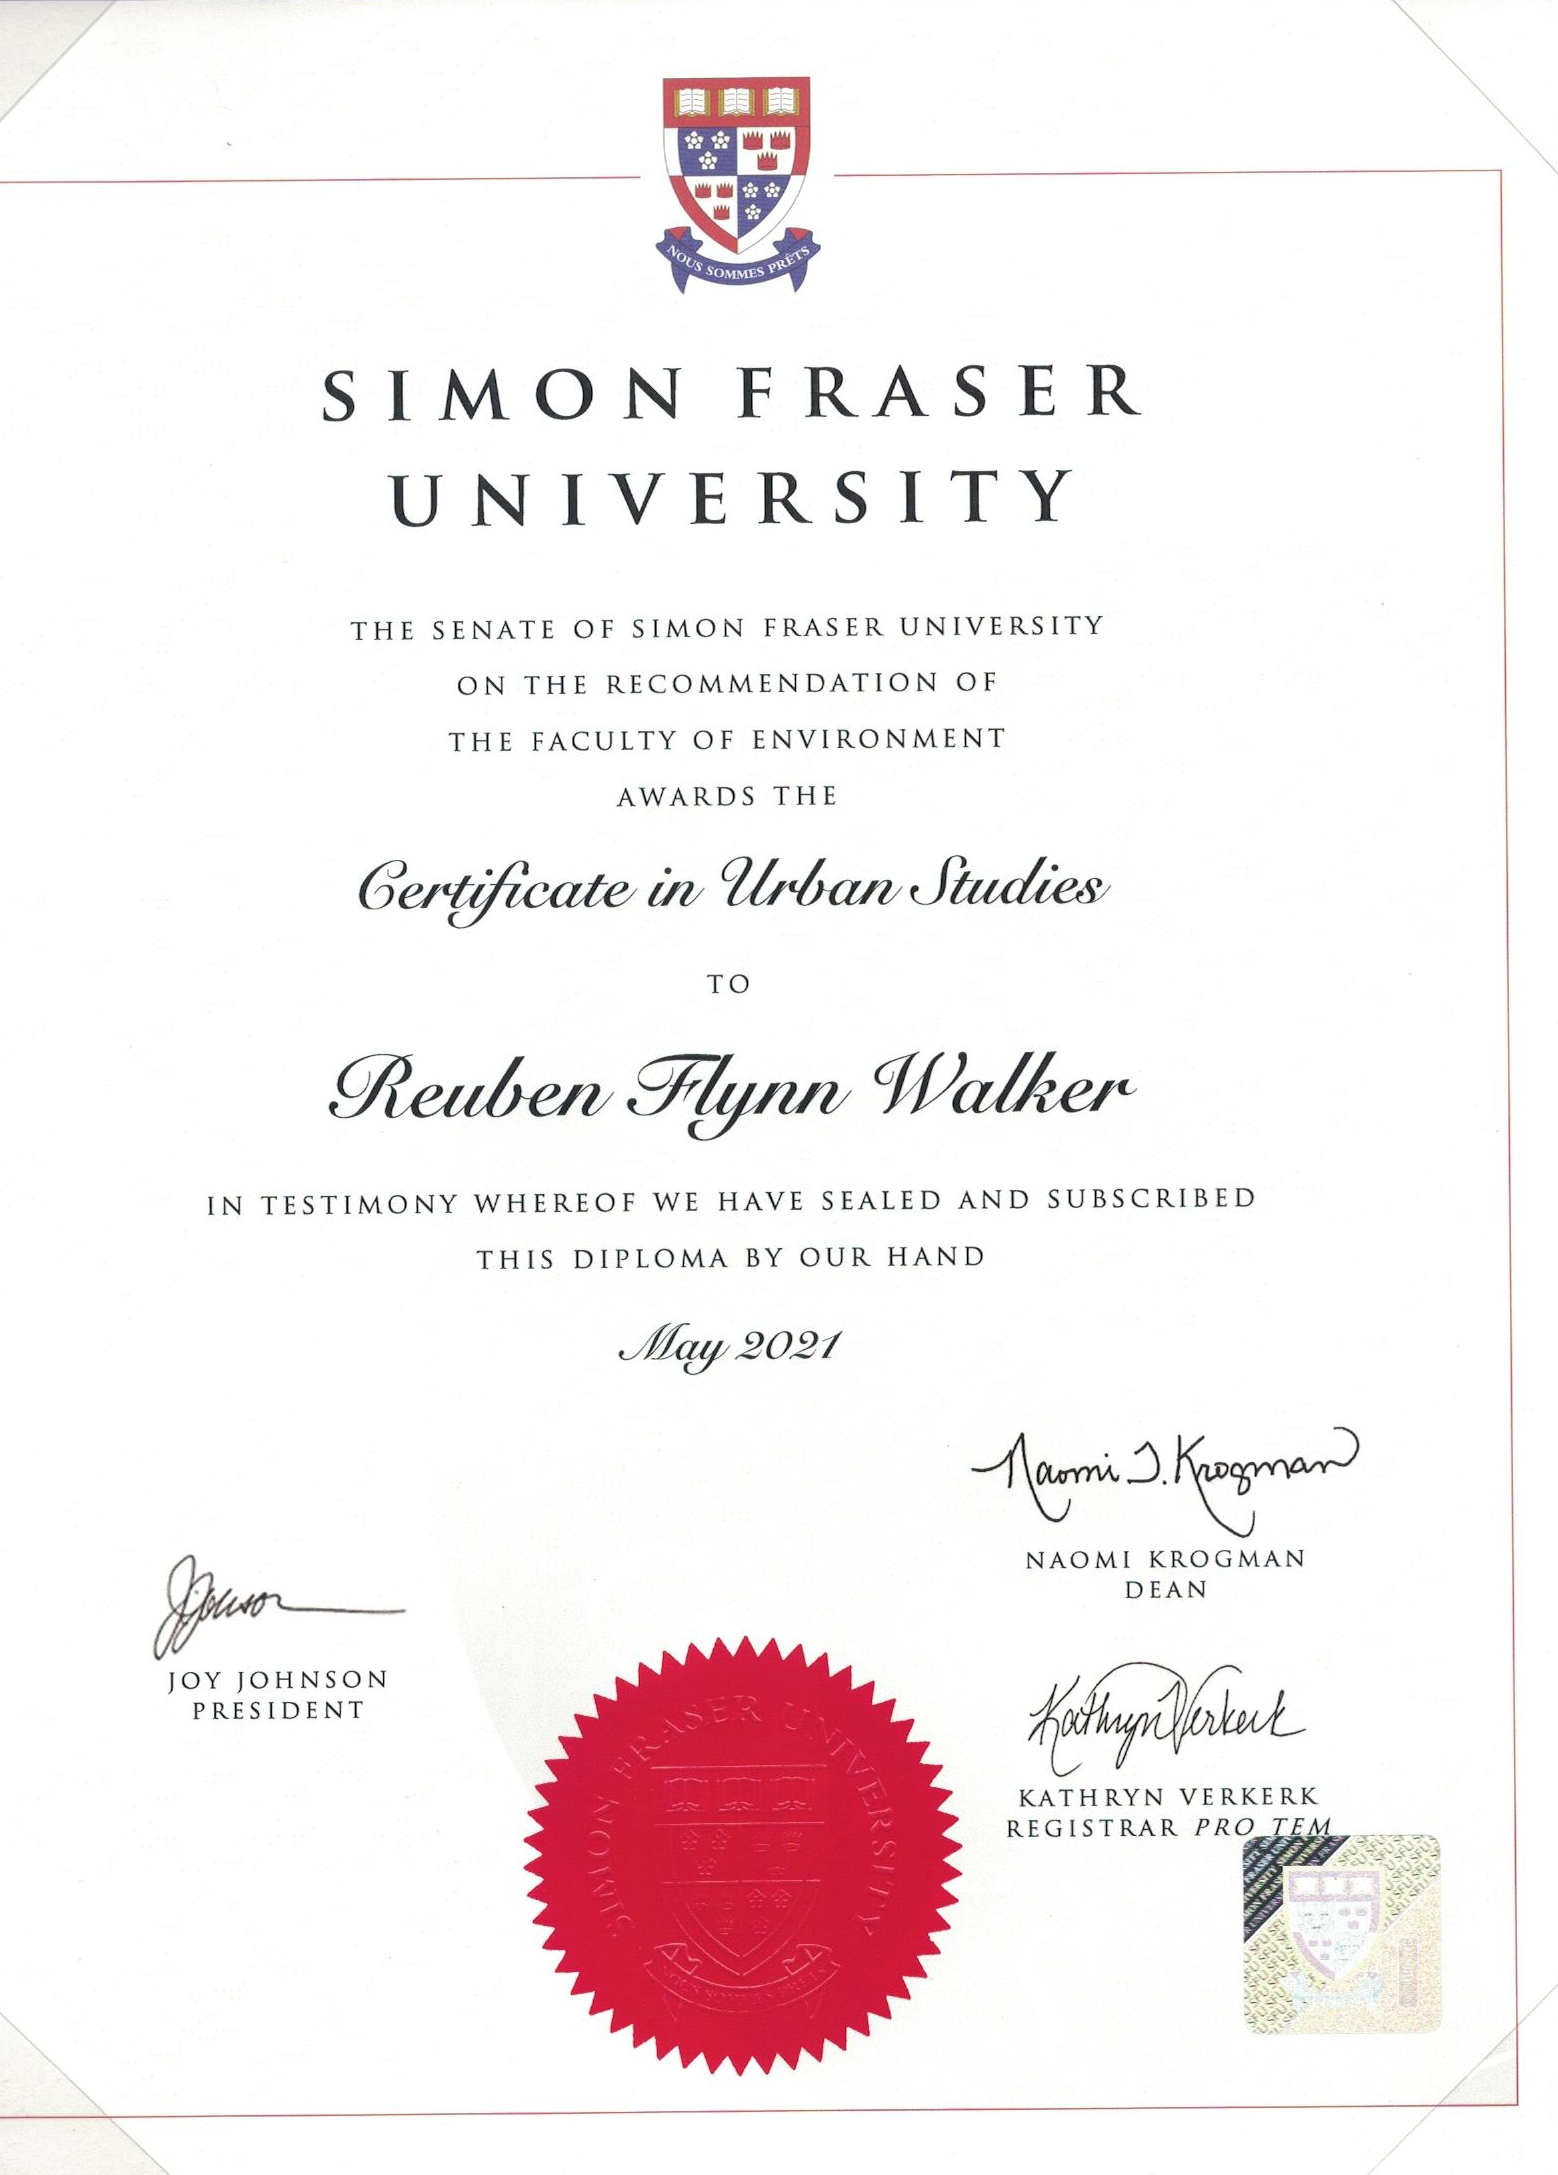 NOUS SOMMES PRÊTS
SIMON FRASER
UNIVERSITY
THE SENATE OF SIMON FRASER UNIVERSITY
ON THE RECOMMENDATION OF
THE FACULTY OF ENVIRONMENT
AWARDS THE
Certificate in Urban Studies
TO
Reuben Flynn Walker
IN TESTIMONY WHEREOF WE HAVE SEALED AND SUBSCRIBED
THIS DIPLOMA BY OUR HAND
May 2021
Naomi T. Krogman
NAOMI KROGMAN
DEAN
JJohnson
JOY JOHNSON
PRESIDENT
Kathryn Verkerk
KATHRYN VERKERK
REGISTRAR PRO TEM
SIMON FRASER UNIVERSITY
NOUS SOMMES PRÊTS